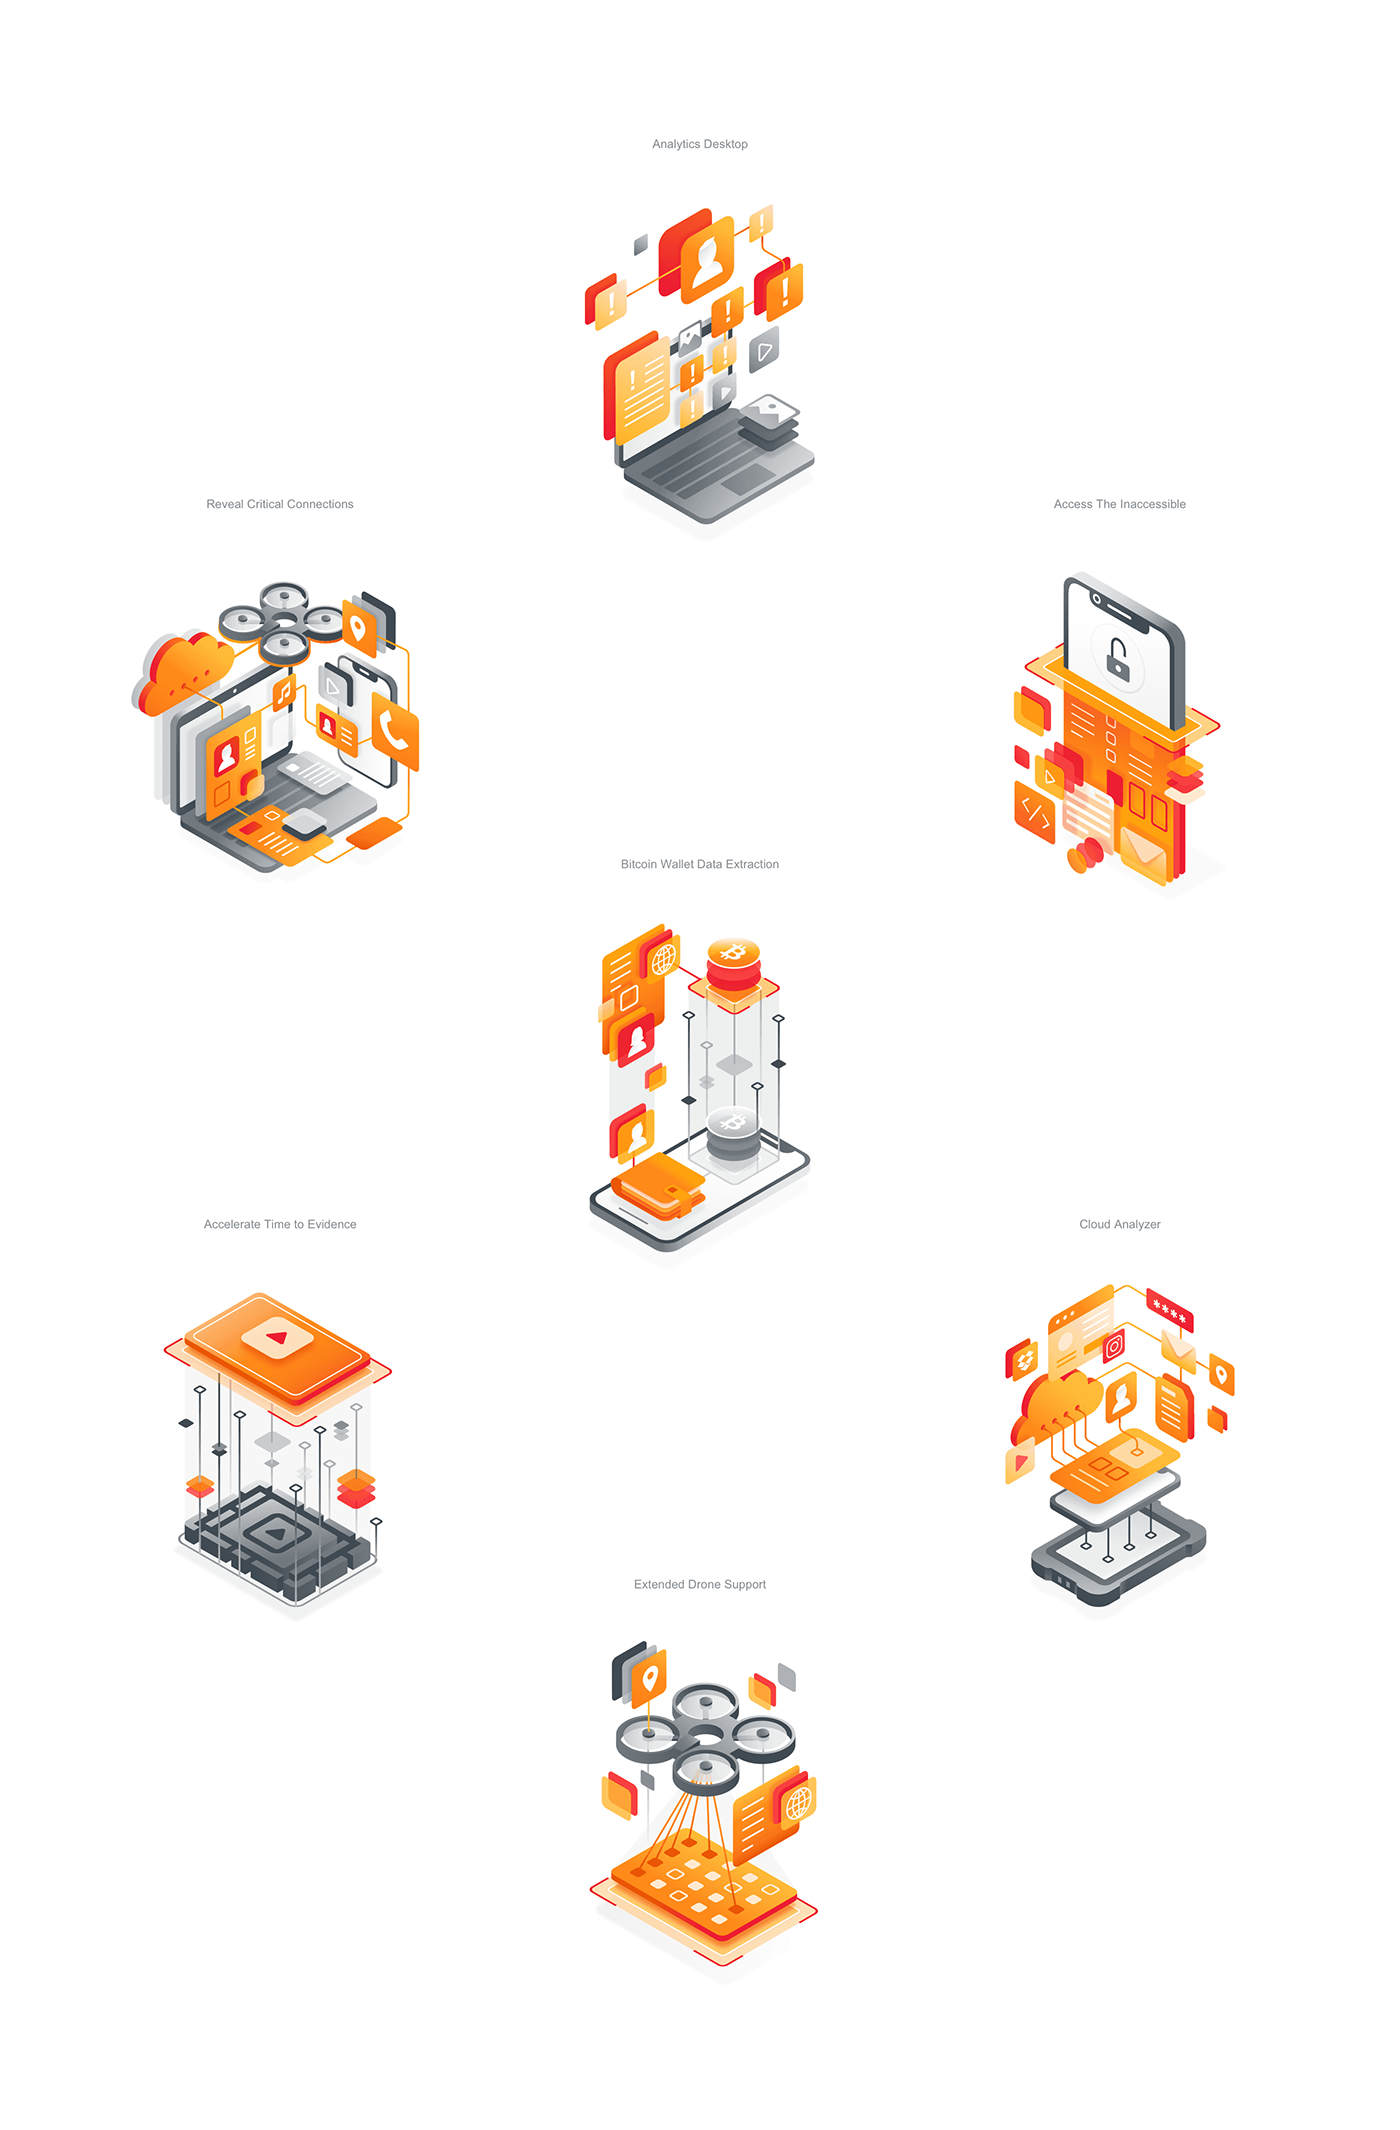 Analytics Desktop
Reveal Critical Connections
Access The Inaccessible
Bitcoin Wallet Data Extraction
Accelerate Time to Evidence
Cloud Analyzer
****
Extended Drone Support